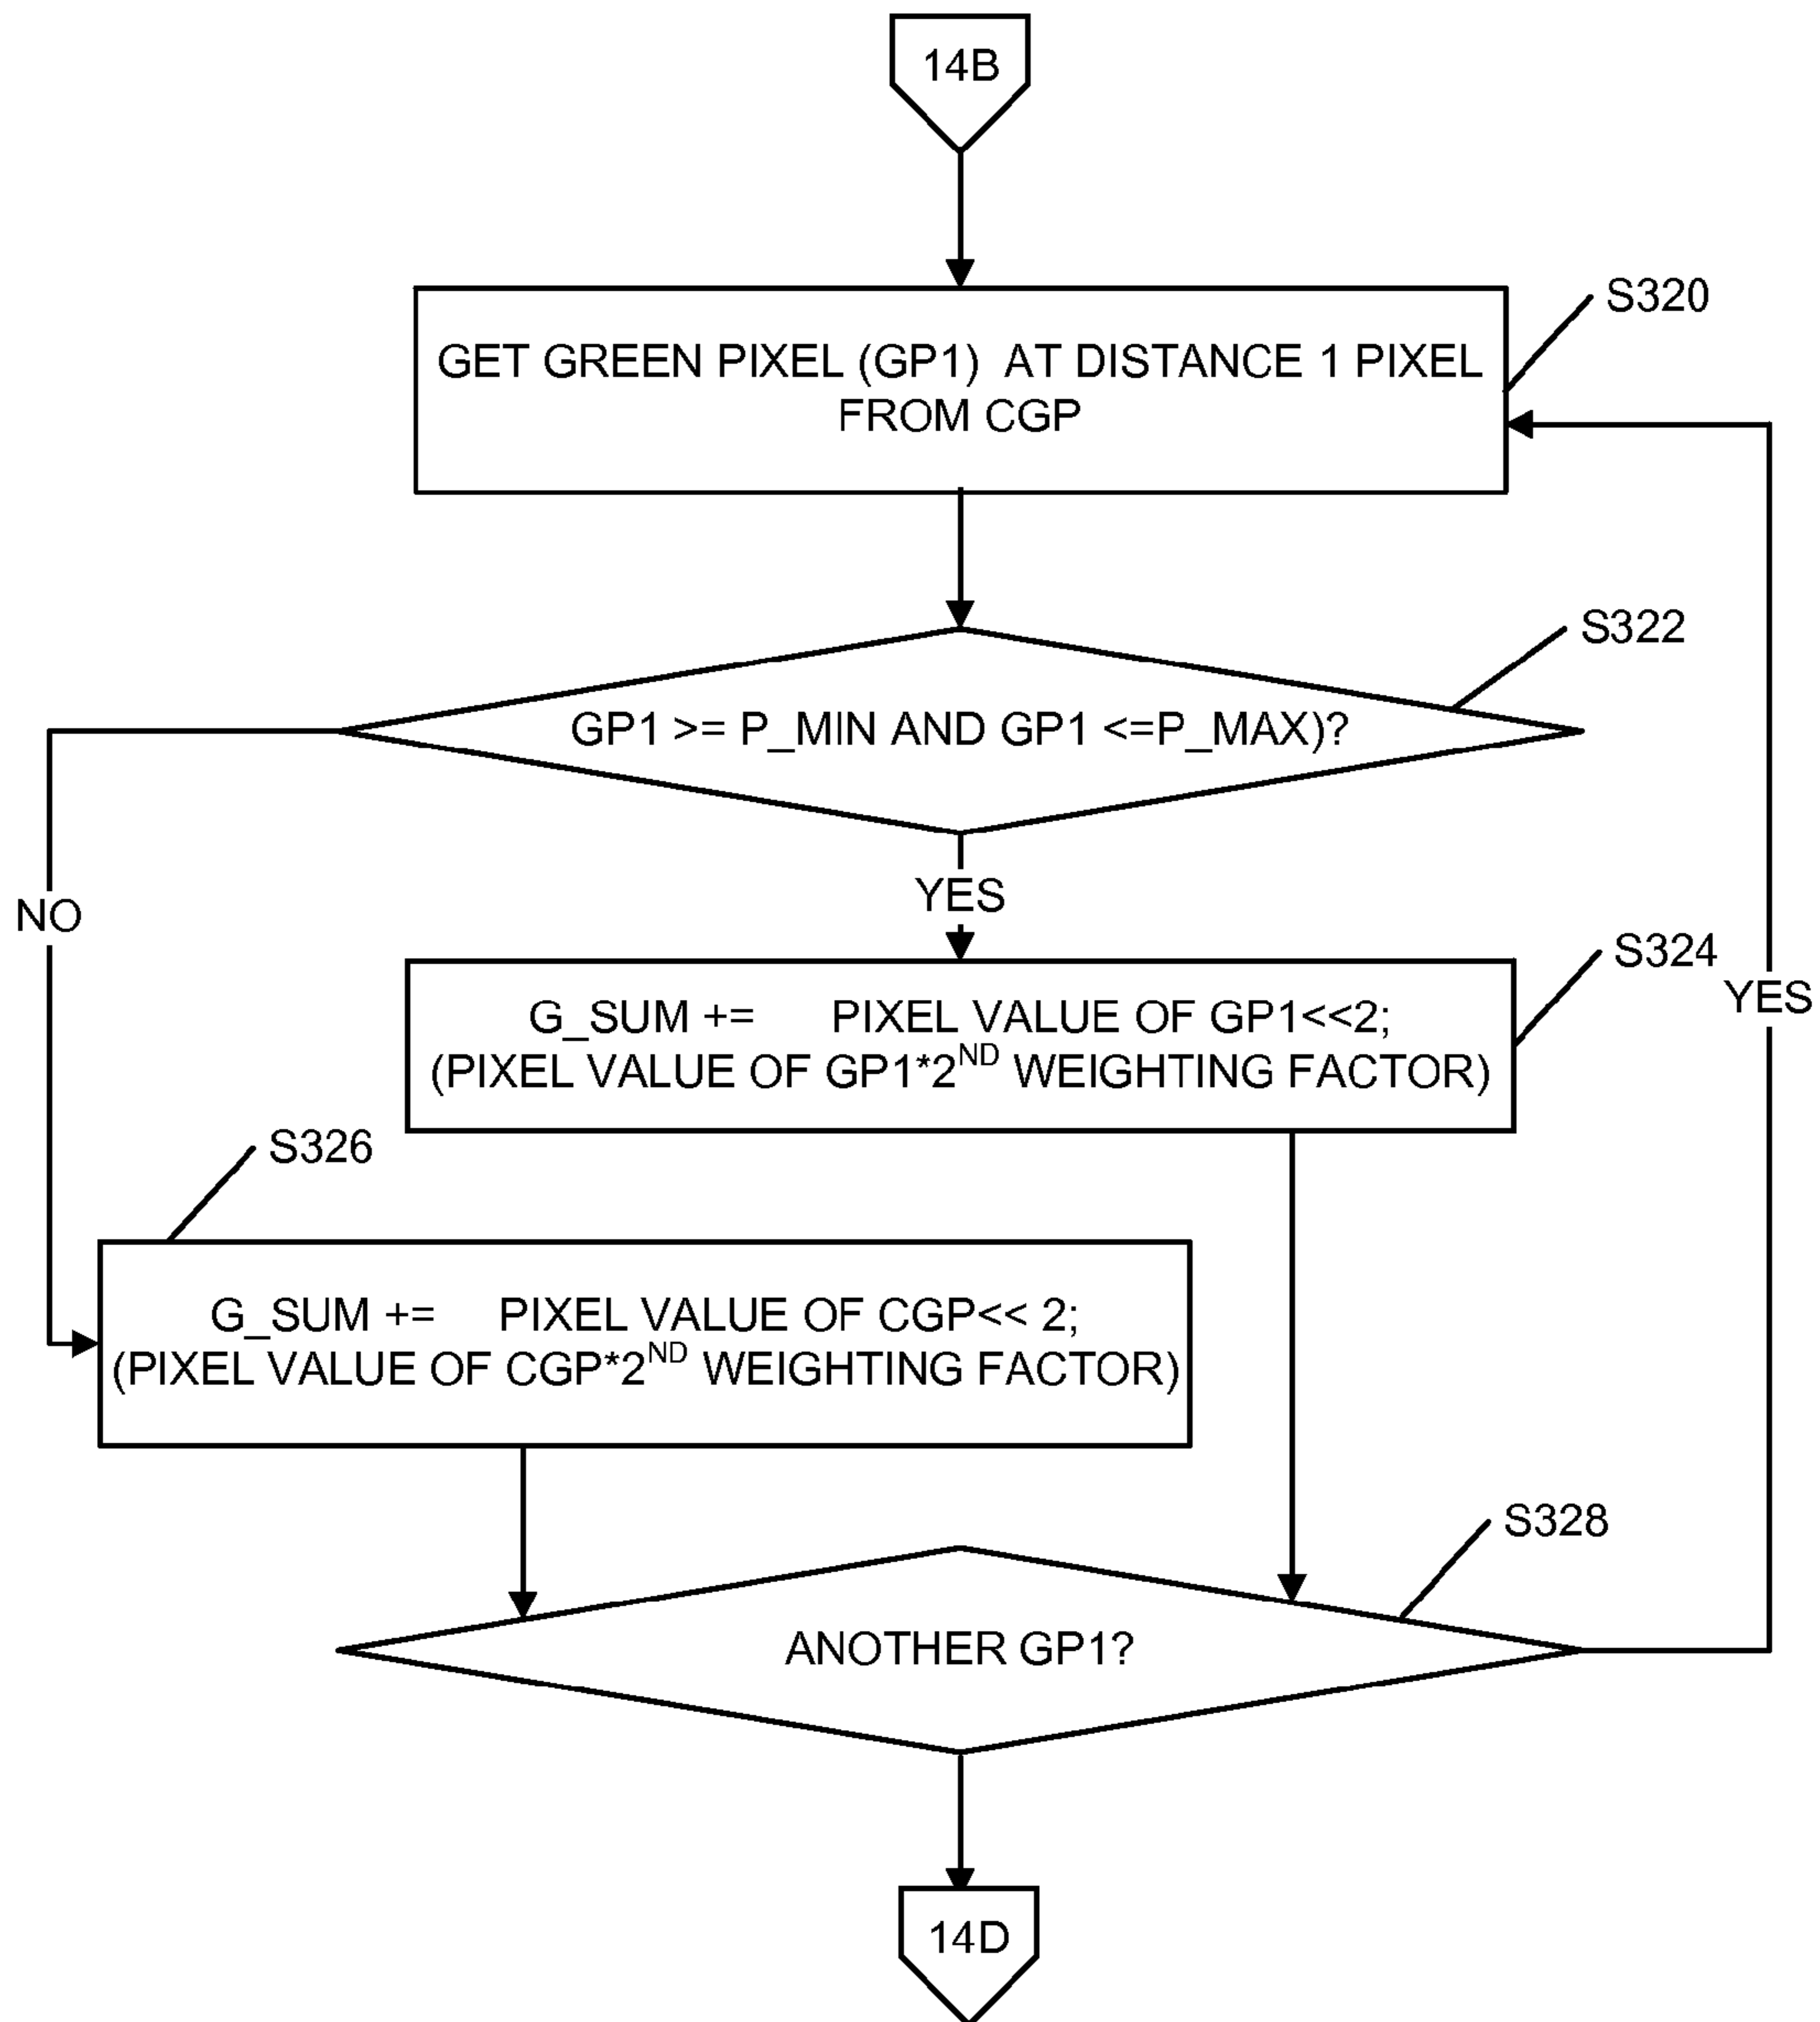 14B
S320
GET GREEN PIXEL (GP1) AT DISTANCE 1 PIXEL
FROM CGP
S322
GP1 >= P_MIN AND GP1 <=P_MAX)?
NO
YES
S324
YES
G_SUM += PIXEL VALUE OF GP1<<2;
(PIXEL VALUE OF GP1*2ND WEIGHTING FACTOR)
S326
G_SUM += PIXEL VALUE OF CGP<< 2;
(PIXEL VALUE OF CGP*2ND WEIGHTING FACTOR)
S328
ANOTHER GP1?
14D